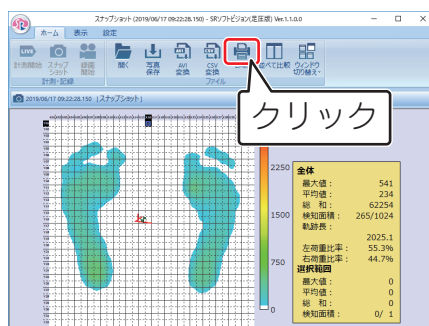 スナップショット (2019/06/17 09:22:28.150) - SRソフトビジョン(足圧版) Ver.1.1.0
ホーム 表示 設定
LIVE
計測開始 スナップショット 録画開始 開く 写真保存 AVI変換 CSV変換 並べて比較 ウィンドウ切り替え
計測・記録 ファイル
2019/06/17 09:22:28.150 (スナップショット)
クリック
2250
1500
750
0
全体
最大値: 541
平均値: 234
総 和: 62254
検知面積: 265/1024
軌跡長:
2025.1
左荷重比率: 55.3%
右荷重比率: 44.7%
選択範囲
最大値: 0
平均値: 0
総 和: 0
検知面積: 0/ 1